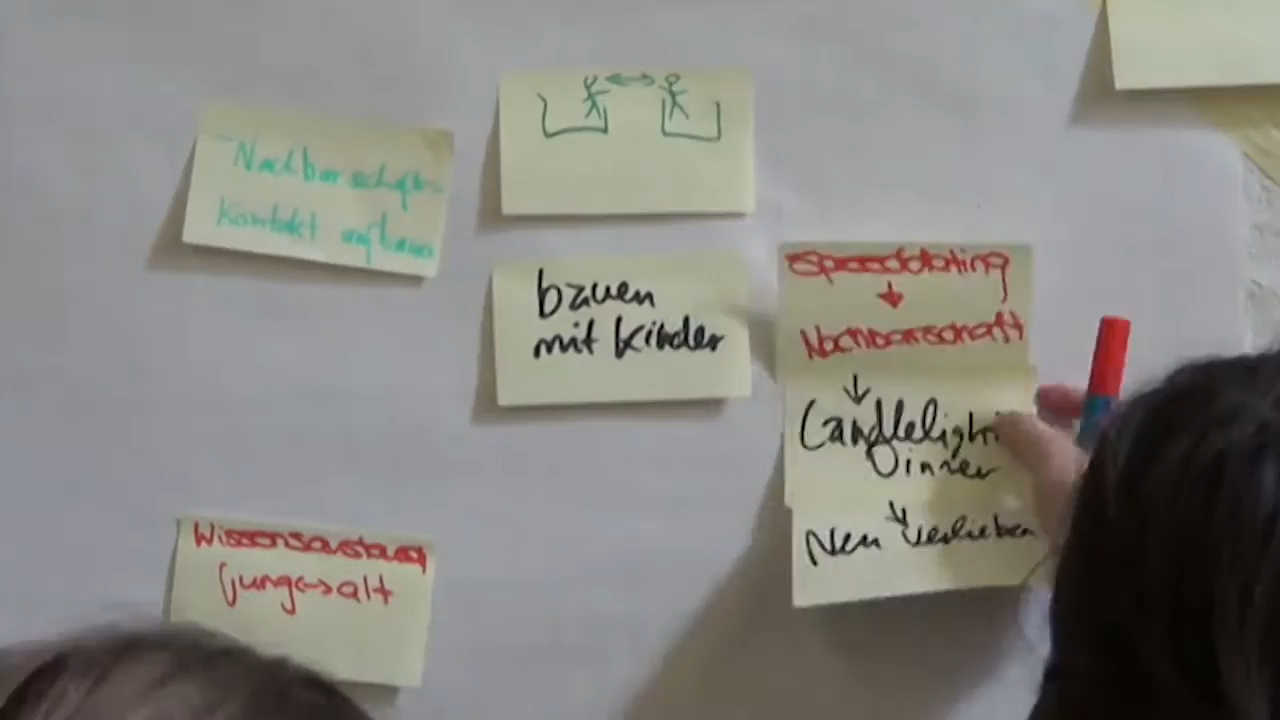 Nachbarschafts-
kontakt aufbauen
bauen
mit Kinder
Speeddating
Nachbarschaft
Candlelight
Dinner
Neu verlieben
Wissensaustausch
jung↔alt